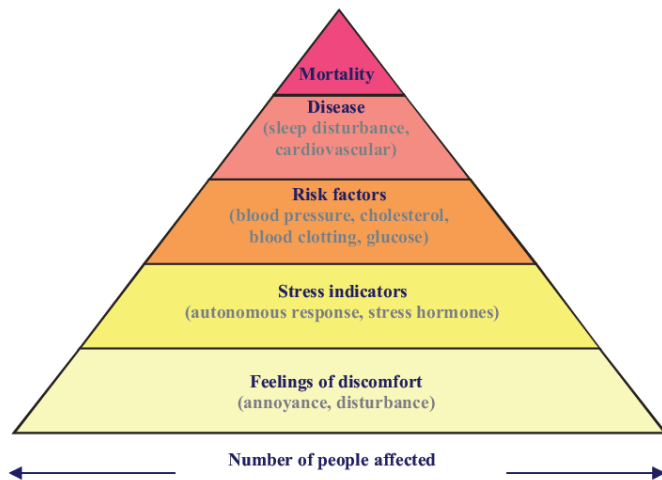 Mortality
Disease
(sleep disturbance,
cardiovascular)
Risk factors
(blood pressure, cholesterol,
blood clotting, glucose)
Stress indicators
(autonomous response, stress hormones)
Feelings of discomfort
(annoyance, disturbance)
Number of people affected